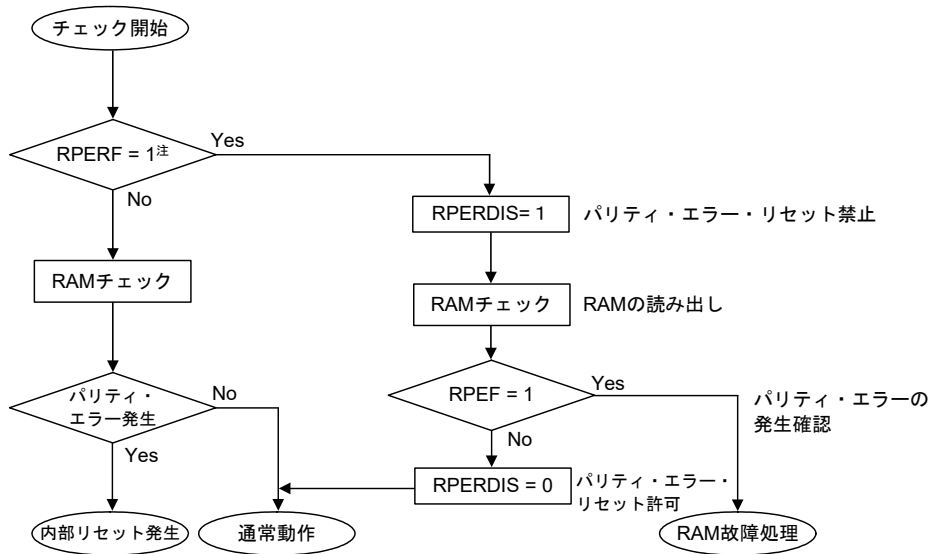 チェック開始
RPERF = 1注
Yes
No
RPERDIS= 1
パリティ・エラー・リセット禁止
RAMチェック
RAMチェック
RAMの読み出し
パリティ・
エラー発生
No
Yes
RPEF = 1
Yes
No
パリティ・エラーの
発生確認
RPERDIS = 0
パリティ・エラー・
リセット許可
内部リセット発生
通常動作
RAM故障処理